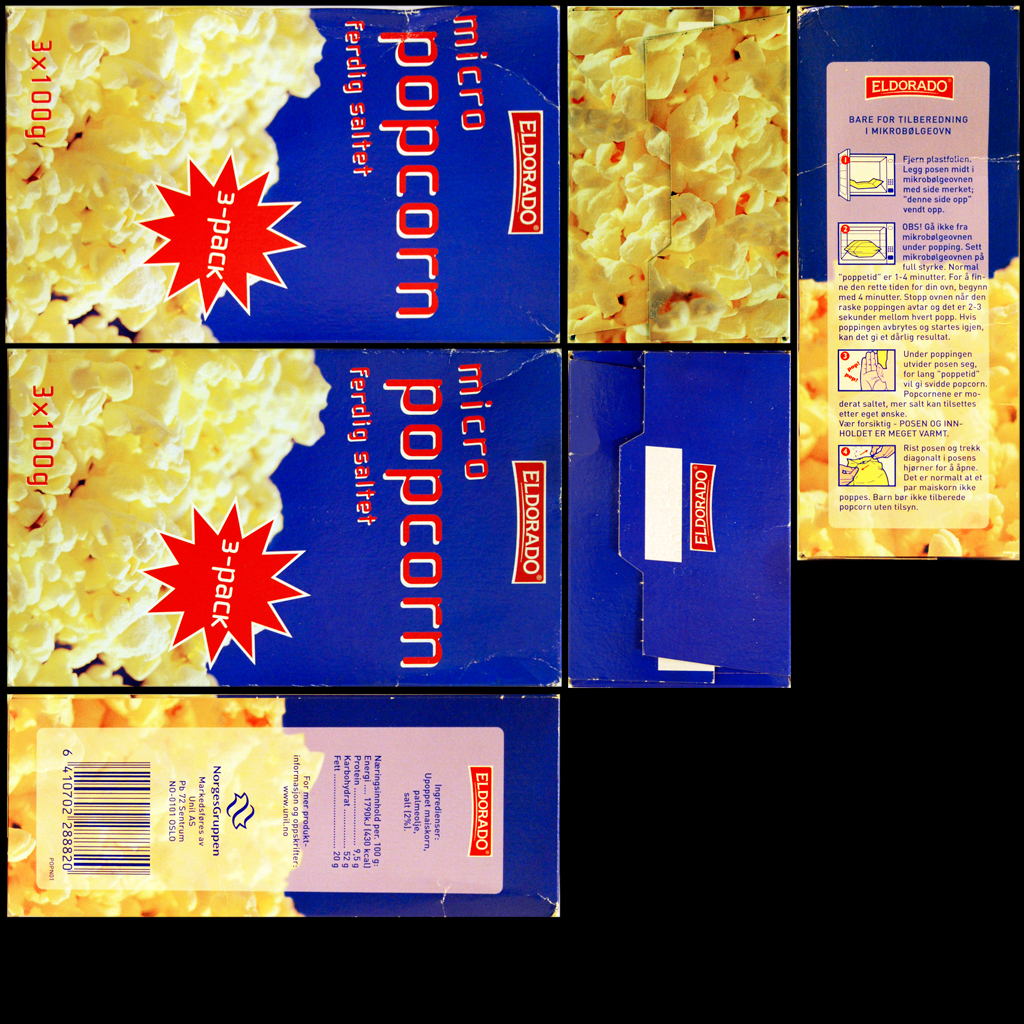 ELDORADO®
micro
popcorn
ferdig saltet
3-pack
3x100g
ELDORADO®
micro
popcorn
ferdig saltet
3-pack
3x100g
ELDORADO®
Ingredienser:
Upoppet maiskorn,
palmeolje,
salt (2%).
Næringsinnhold per. 100 g:
Energi .... 1790kJ (430 kcal)
Protein .................. 9,5 g
Karbohydrat ............ 52 g
Fett ........................ 20 g
For mer produkt-
informasjon og oppskrifter:
www.unil.no
NorgesGruppen
Markedsføres av
Unil AS
Pb 72 Sentrum
NO-0101 OSLO
6 410702 288820
POPN01
ELDORADO®
ELDORADO®
BARE FOR TILBEREDNING
I MIKROBØLGEOVN
1
Fjern plastfolien.
Legg posen midt i
mikrobølgeovnen
med side merket;
"denne side opp"
vendt opp.
2
OBS! Gå ikke fra
mikrobølgeovnen
under popping. Sett
mikrobølgeovnen på
full styrke. Normal
"poppetid" er 1-4 minutter. For å fin-
ne den rette tiden for din ovn, begynn
med 4 minutter. Stopp ovnen når den
raske poppingen avtar og det er 2-3
sekunder mellom hvert popp. Hvis
poppingen avbrytes og startes igjen,
kan det gi et dårlig resultat.
3
POP!
POP!
Under poppingen
utvider posen seg,
for lang "poppetid"
vil gi svidde popcorn.
Popcornene er mo-
derat saltet, mer salt kan tilsettes
etter eget ønske.
Vær forsiktig - POSEN OG INN-
HOLDET ER MEGET VARMT.
4
Rist posen og trekk
diagonalt i posens
hjørner for å åpne.
Det er normalt at et
par maiskorn ikke
poppes. Barn bør ikke tilberede
popcorn uten tilsyn.